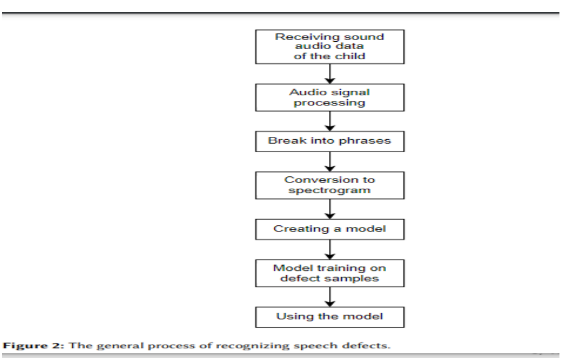 Receiving sound
audio data
of the child
Audio signal
processing
Break into phrases
Conversion to
spectrogram
Creating a model
Model training on
defect samples
Using the model
Figure 2: The general process of recognizing speech defects.